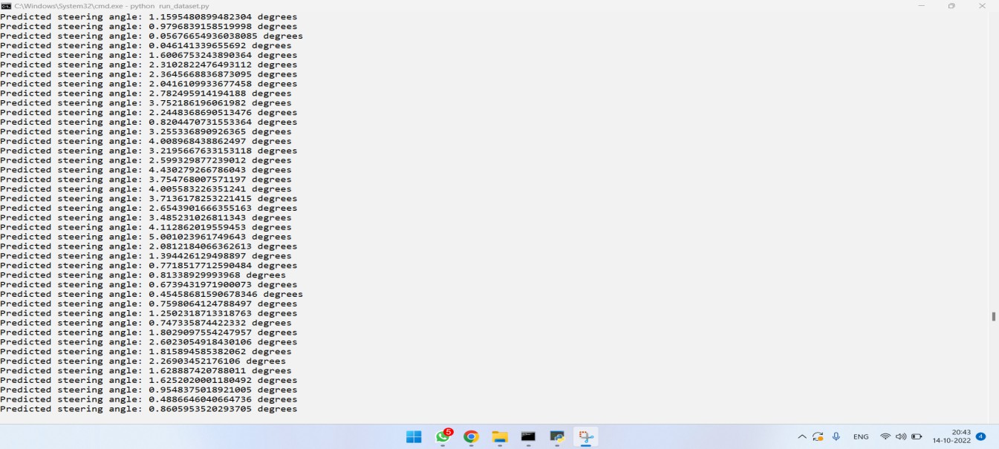 C:\Windows\System32\cmd.exe - python run_dataset.py
Predicted steering angle: 1.1595480899482304 degrees
Predicted steering angle: 0.9796839158519998 degrees
Predicted steering angle: 0.05676654936038085 degrees
Predicted steering angle: 0.046141339655692 degrees
Predicted steering angle: 1.6006753243890364 degrees
Predicted steering angle: 2.3102822476493112 degrees
Predicted steering angle: 2.3645668836873095 degrees
Predicted steering angle: 2.0416109933677458 degrees
Predicted steering angle: 2.782495914194188 degrees
Predicted steering angle: 3.752186196061982 degrees
Predicted steering angle: 2.2448368690513476 degrees
Predicted steering angle: 0.8204470731553364 degrees
Predicted steering angle: 3.255336890926365 degrees
Predicted steering angle: 4.008968438862497 degrees
Predicted steering angle: 3.2195667633153118 degrees
Predicted steering angle: 2.599329877239012 degrees
Predicted steering angle: 4.430279266786043 degrees
Predicted steering angle: 3.754768007571197 degrees
Predicted steering angle: 4.005583226351241 degrees
Predicted steering angle: 3.7136178253221415 degrees
Predicted steering angle: 2.6543901666355163 degrees
Predicted steering angle: 3.485231026811343 degrees
Predicted steering angle: 4.112862019559453 degrees
Predicted steering angle: 5.001023961749643 degrees
Predicted steering angle: 2.0812184066362613 degrees
Predicted steering angle: 1.394426129498897 degrees
Predicted steering angle: 0.7718517712590484 degrees
Predicted steering angle: 0.81338929993968 degrees
Predicted steering angle: 0.6739431971900073 degrees
Predicted steering angle: 0.45458681590678346 degrees
Predicted steering angle: 0.7598064124788497 degrees
Predicted steering angle: 1.2502318713318763 degrees
Predicted steering angle: 0.747335874422332 degrees
Predicted steering angle: 1.8029097554247957 degrees
Predicted steering angle: 2.6023054918430106 degrees
Predicted steering angle: 1.815894585382062 degrees
Predicted steering angle: 2.26903452176106 degrees
Predicted steering angle: 1.628887420788011 degrees
Predicted steering angle: 1.6252020001180492 degrees
Predicted steering angle: 0.9548375018921005 degrees
Predicted steering angle: 0.4886646040664736 degrees
Predicted steering angle: 0.8605953520293705 degrees
5
ENG
20:43
14-10-2022
4